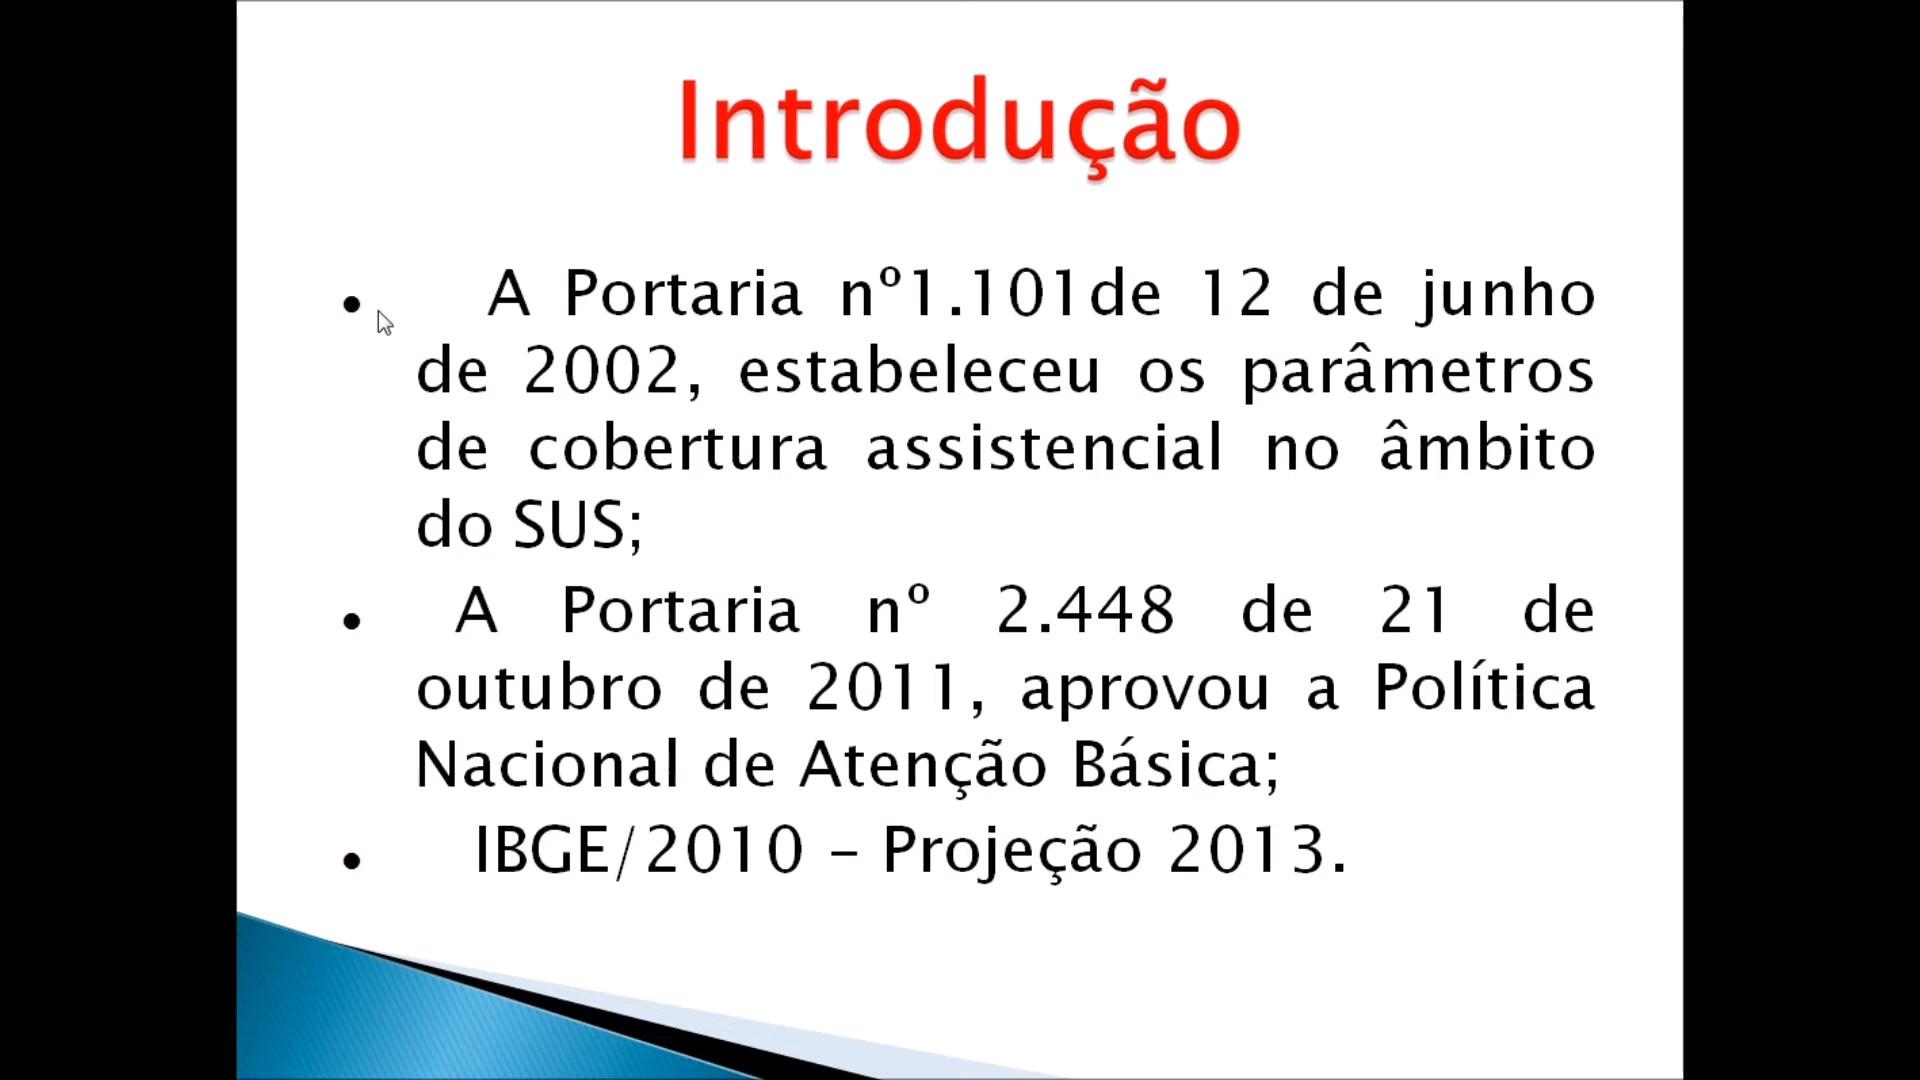 Introdução
• A Portaria nº1.101de 12 de junho
de 2002, estabeleceu os parâmetros
de cobertura assistencial no âmbito
do SUS;
• A Portaria nº 2.448 de 21 de
outubro de 2011, aprovou a Política
Nacional de Atenção Básica;
• IBGE/2010 – Projeção 2013.